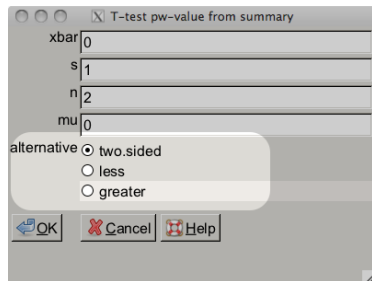 T-test pw-value from summary
xbar 0
s 1
n 2
mu 0
alternative two.sided
less
greater
OK Cancel Help